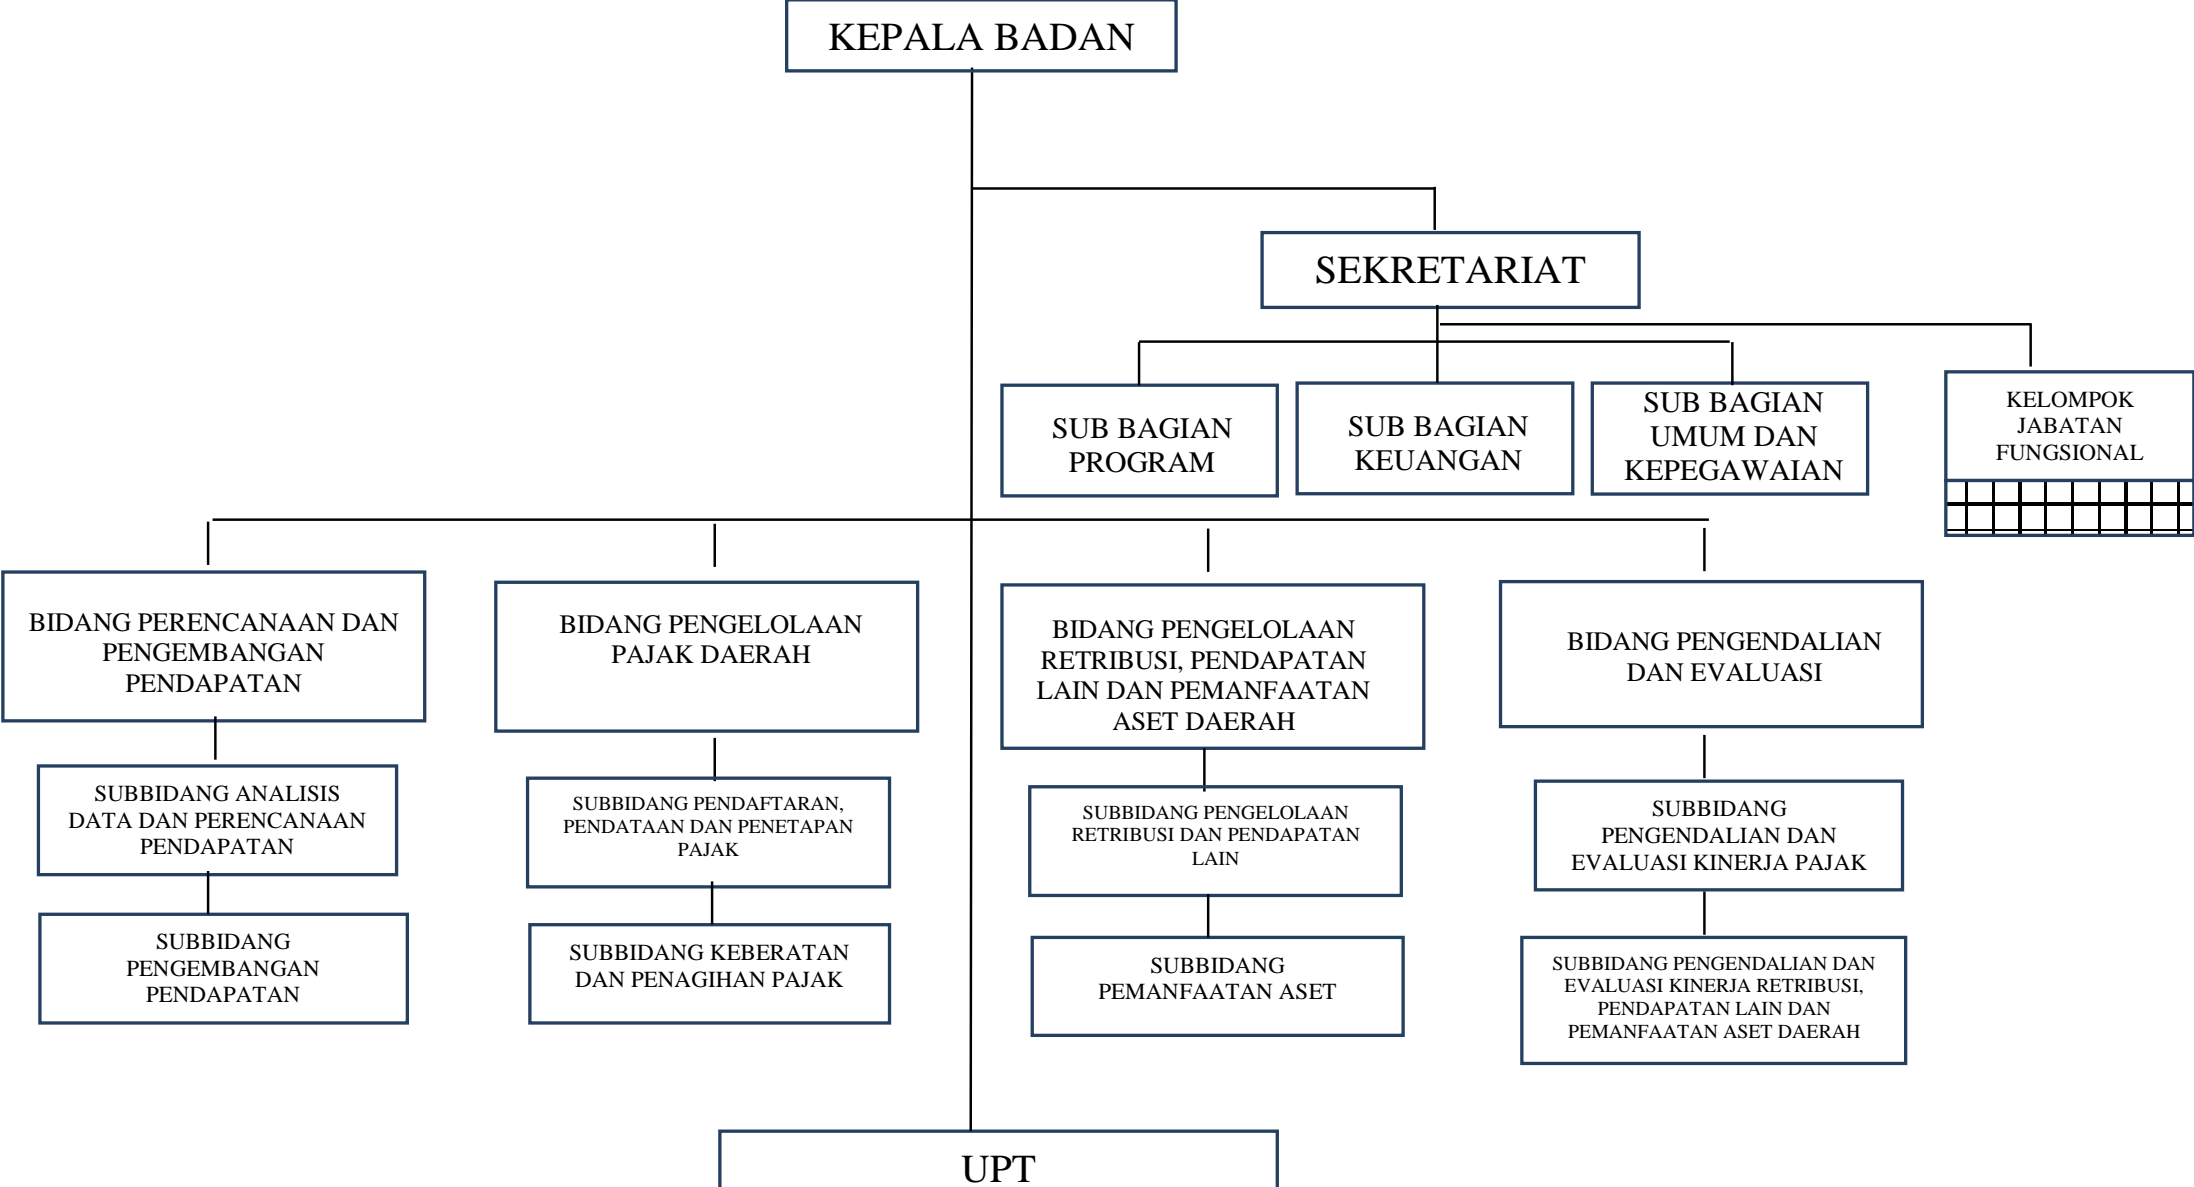 KEPALA BADAN
SEKRETARIAT
SUB BAGIAN
PROGRAM
SUB BAGIAN
KEUANGAN
SUB BAGIAN
UMUM DAN
KEPEGAWAIAN
KELOMPOK
JABATAN
FUNGSIONAL
BIDANG PERENCANAAN DAN
PENGEMBANGAN
PENDAPATAN
BIDANG PENGELOLAAN
PAJAK DAERAH
BIDANG PENGELOLAAN
RETRIBUSI, PENDAPATAN
LAIN DAN PEMANFAATAN
ASET DAERAH
BIDANG PENGENDALIAN
DAN EVALUASI
SUBBIDANG ANALISIS
DATA DAN PERENCANAAN
PENDAPATAN
SUBBIDANG PENDAFTARAN,
PENDATAAN DAN PENETAPAN
PAJAK
SUBBIDANG PENGELOLAAN
RETRIBUSI DAN PENDAPATAN
LAIN
SUBBIDANG
PENGENDALIAN DAN
EVALUASI KINERJA PAJAK
SUBBIDANG
PENGEMBANGAN
PENDAPATAN
SUBBIDANG KEBERATAN
DAN PENAGIHAN PAJAK
SUBBIDANG
PEMANFAATAN ASET
SUBBIDANG PENGENDALIAN DAN
EVALUASI KINERJA RETRIBUSI,
PENDAPATAN LAIN DAN
PEMANFAATAN ASET DAERAH
UPT